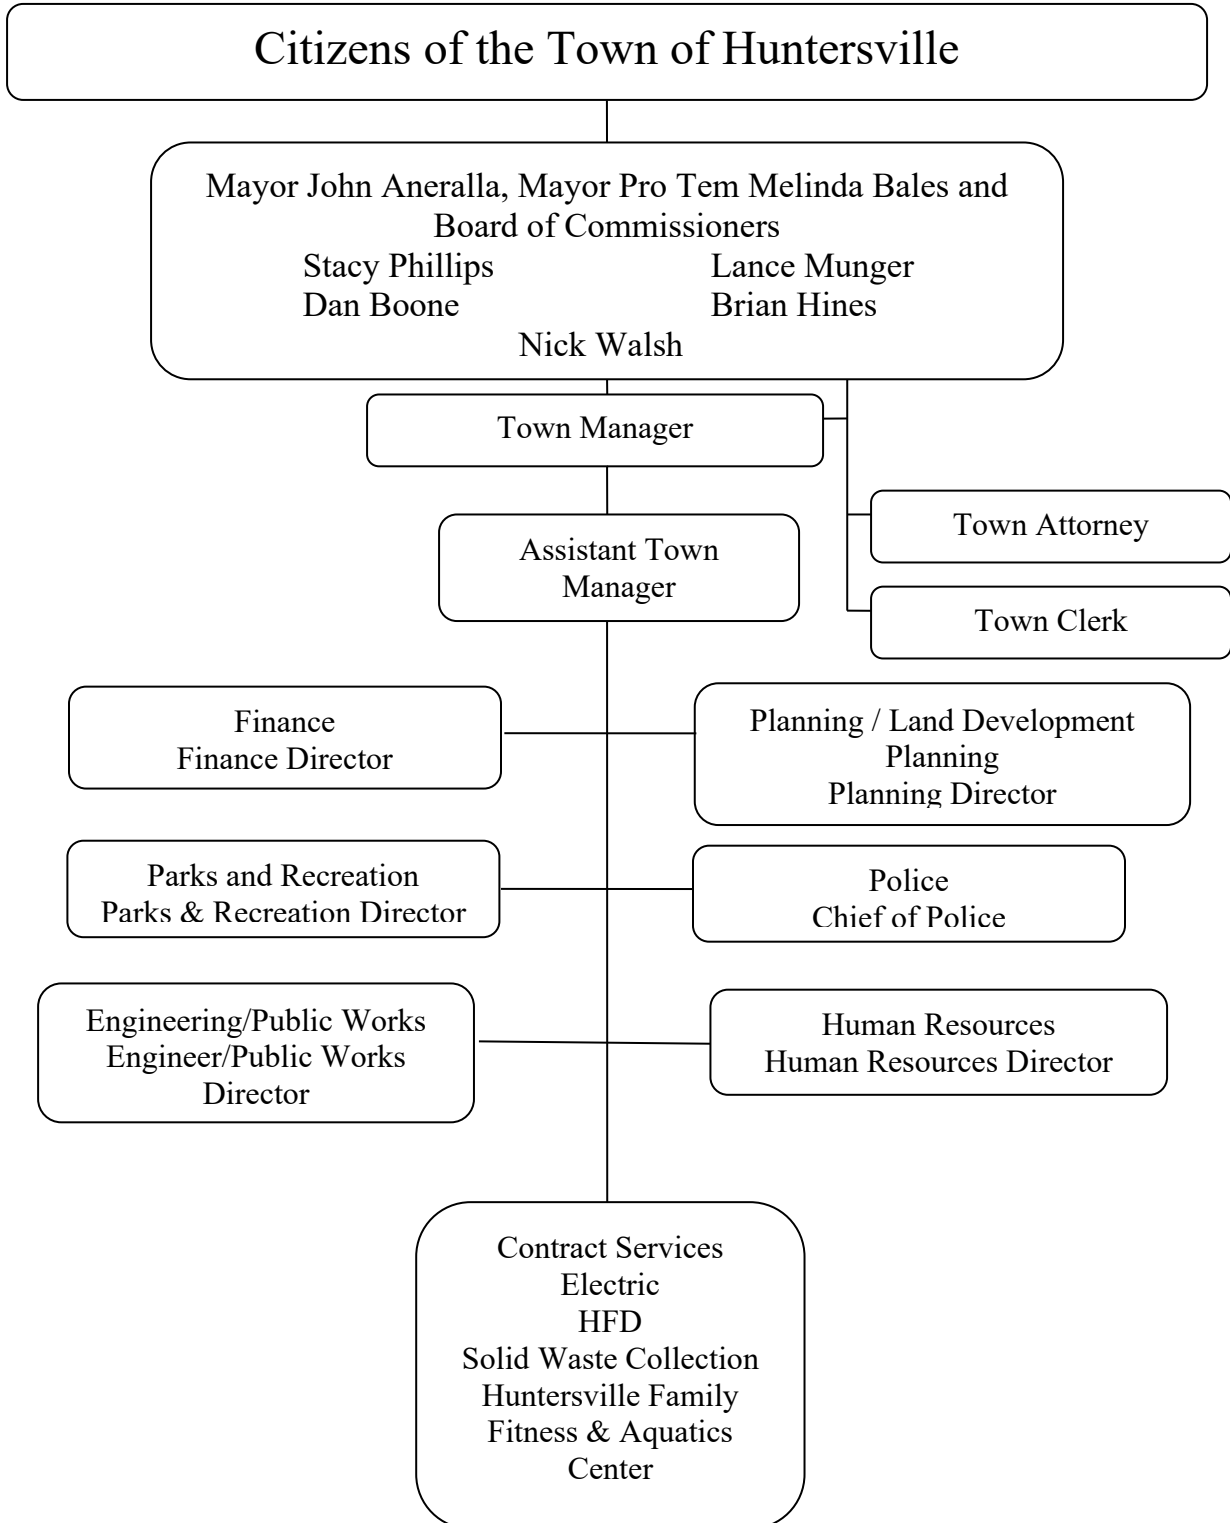 Citizens of the Town of Huntersville
Mayor John Aneralla, Mayor Pro Tem Melinda Bales and
Board of Commissioners
Stacy Phillips Lance Munger
Dan Boone Brian Hines
Nick Walsh
Town Manager
Assistant Town
Manager
Town Attorney
Town Clerk
Finance
Finance Director
Planning / Land Development
Planning
Planning Director
Parks and Recreation
Parks & Recreation Director
Police
Chief of Police
Engineering/Public Works
Engineer/Public Works
Director
Human Resources
Human Resources Director
Contract Services
Electric
HFD
Solid Waste Collection
Huntersville Family
Fitness & Aquatics
Center